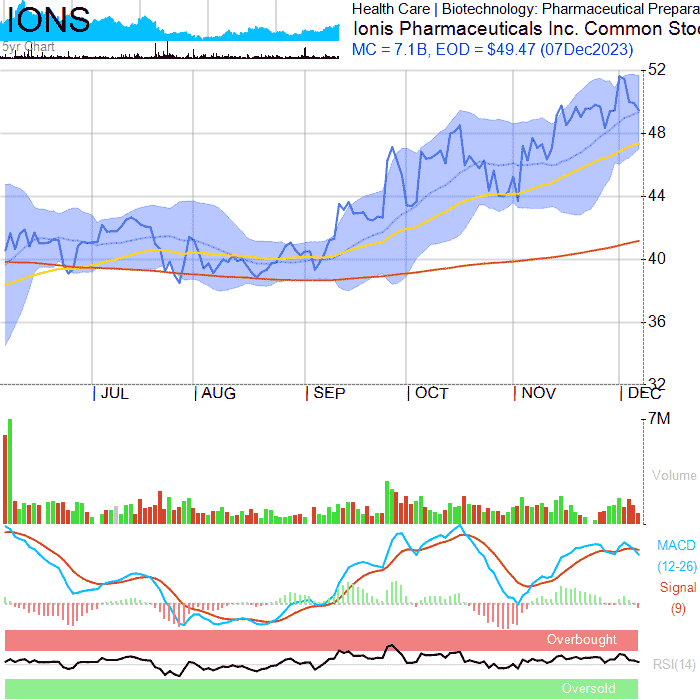 IONS
5yr Chart
Health Care | Biotechnology: Pharmaceutical Prepara
Ionis Pharmaceuticals Inc. Common Stoc
MC = 7.1B, EOD = $49.47 (07Dec2023)
52
48
44
40
36
32
JUL AUG SEP OCT NOV DEC
7M
Volume
MACD
(12-26)
Signal
(9)
Overbought
RSI(14)
Oversold